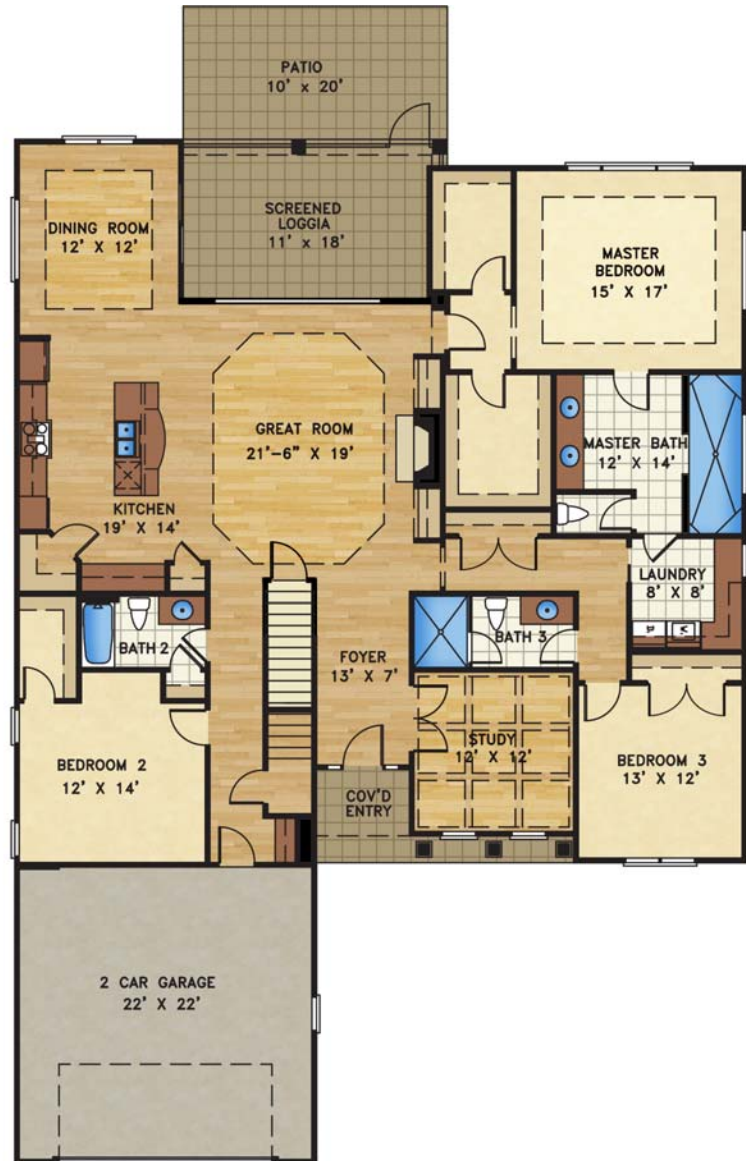 PATIO
10' x 20'
SCREENED
LOGGIA
11' x 18'
DINING ROOM
12' X 12'
MASTER
BEDROOM
15' X 17'
GREAT ROOM
21'-6" X 19'
MASTER BATH
12' X 14'
KITCHEN
19' X 14'
LAUNDRY
8' X 8'
BATH 2
BATH 3
FOYER
13' X 7'
STUDY
12' X 12'
BEDROOM 2
12' X 14'
BEDROOM 3
13' X 12'
COV'D
ENTRY
2 CAR GARAGE
22' X 22'